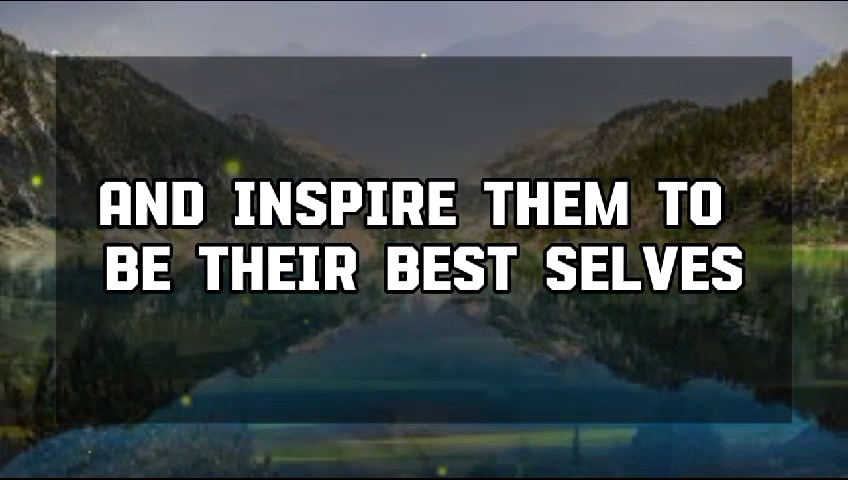 AND INSPIRE THEM TO
BE THEIR BEST SELVES